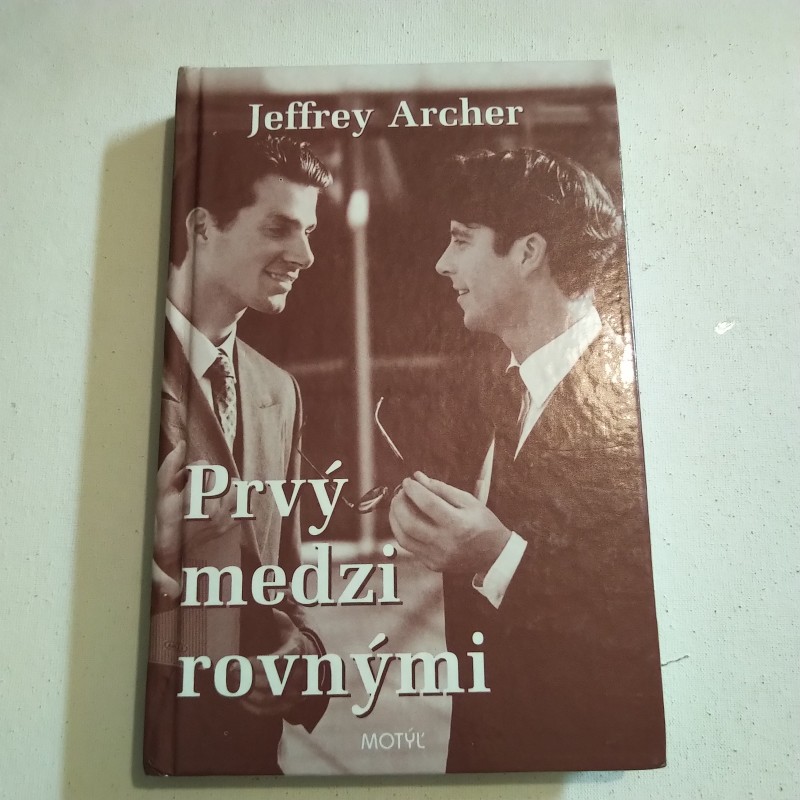 Jeffrey Archer
Prvý
medzi
rovnými
MOTÝĽ